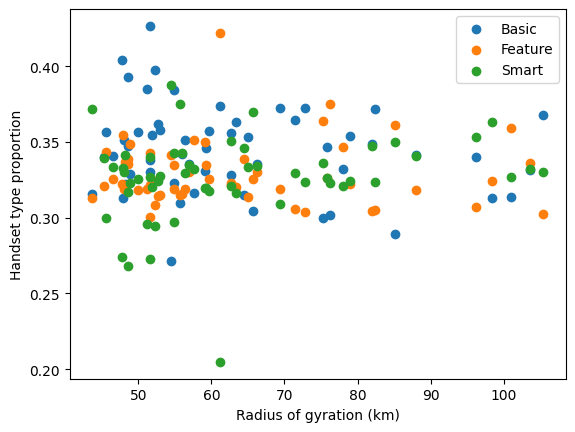 Basic
Feature
Smart
0.40
0.35
0.30
0.25
0.20
Handset type proportion
50 60 70 80 90 100
Radius of gyration (km)